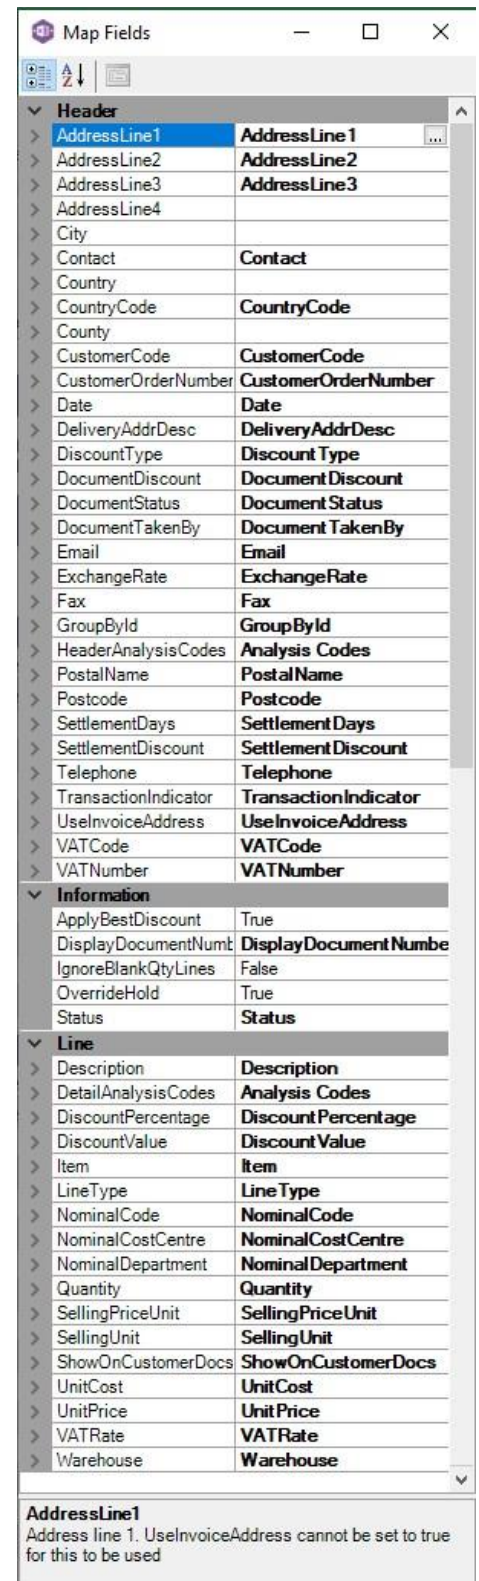 Map Fields
Header
AddressLine1 AddressLine1 ...
AddressLine2 AddressLine2
AddressLine3 AddressLine3
AddressLine4
City
Contact Contact
Country
CountryCode CountryCode
County
CustomerCode CustomerCode
CustomerOrderNumber CustomerOrderNumber
Date Date
DeliveryAddrDesc DeliveryAddrDesc
DiscountType DiscountType
DocumentDiscount DocumentDiscount
DocumentStatus DocumentStatus
DocumentTakenBy DocumentTakenBy
Email Email
ExchangeRate ExchangeRate
Fax Fax
GroupById GroupById
HeaderAnalysisCodes Analysis Codes
PostalName PostalName
Postcode Postcode
SettlementDays SettlementDays
SettlementDiscount SettlementDiscount
Telephone Telephone
TransactionIndicator TransactionIndicator
UseInvoiceAddress UseInvoiceAddress
VATCode VATCode
VATNumber VATNumber
Information
ApplyBestDiscount True
DisplayDocumentNumb DisplayDocumentNumbe
IgnoreBlankQtyLines False
OverrideHold True
Status Status
Line
Description Description
DetailAnalysisCodes Analysis Codes
DiscountPercentage DiscountPercentage
DiscountValue DiscountValue
Item Item
LineType LineType
NominalCode NominalCode
NominalCostCentre NominalCostCentre
NominalDepartment NominalDepartment
Quantity Quantity
SellingPriceUnit SellingPriceUnit
SellingUnit SellingUnit
ShowOnCustomerDocs ShowOnCustomerDocs
UnitCost UnitCost
UnitPrice UnitPrice
VATRate VATRate
Warehouse Warehouse
AddressLine1
Address line 1. UseInvoiceAddress cannot be set to true
for this to be used